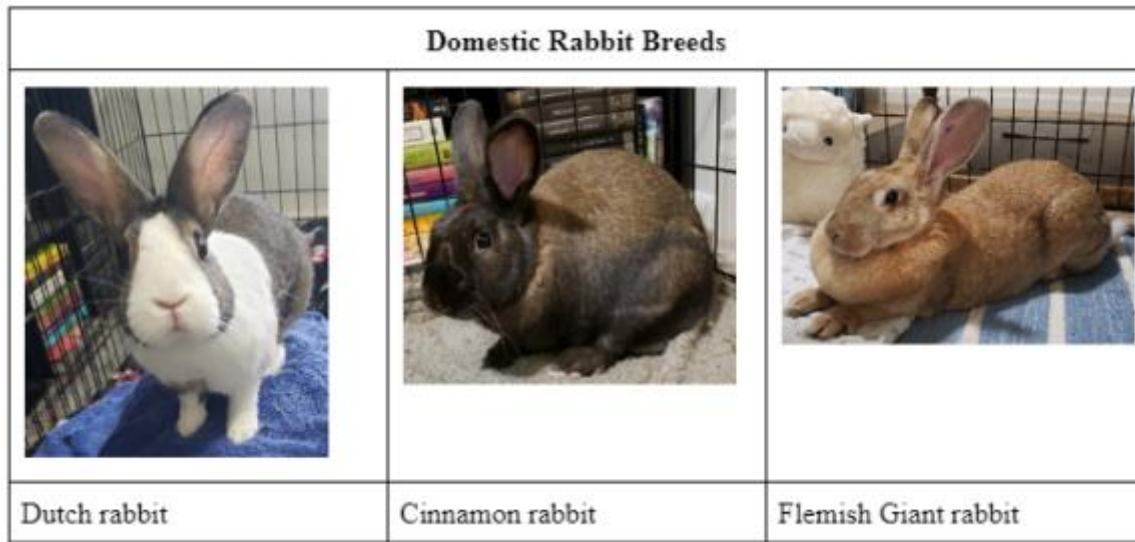 Domestic Rabbit Breeds
Dutch rabbit
Cinnamon rabbit
Flemish Giant rabbit